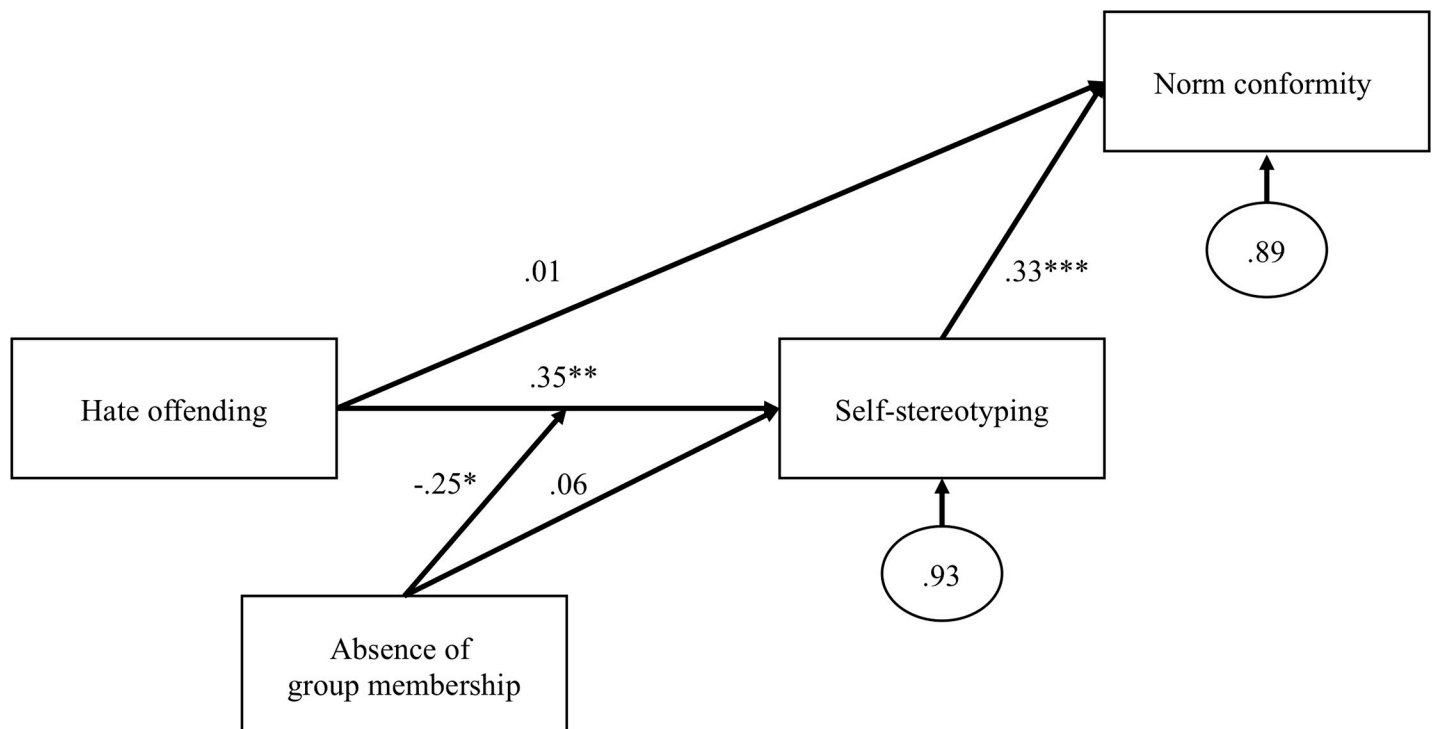 Norm conformity
.89
.01
.33***
.35**
Hate offending
Self-stereotyping
-.25*
.06
.93
Absence of
group membership